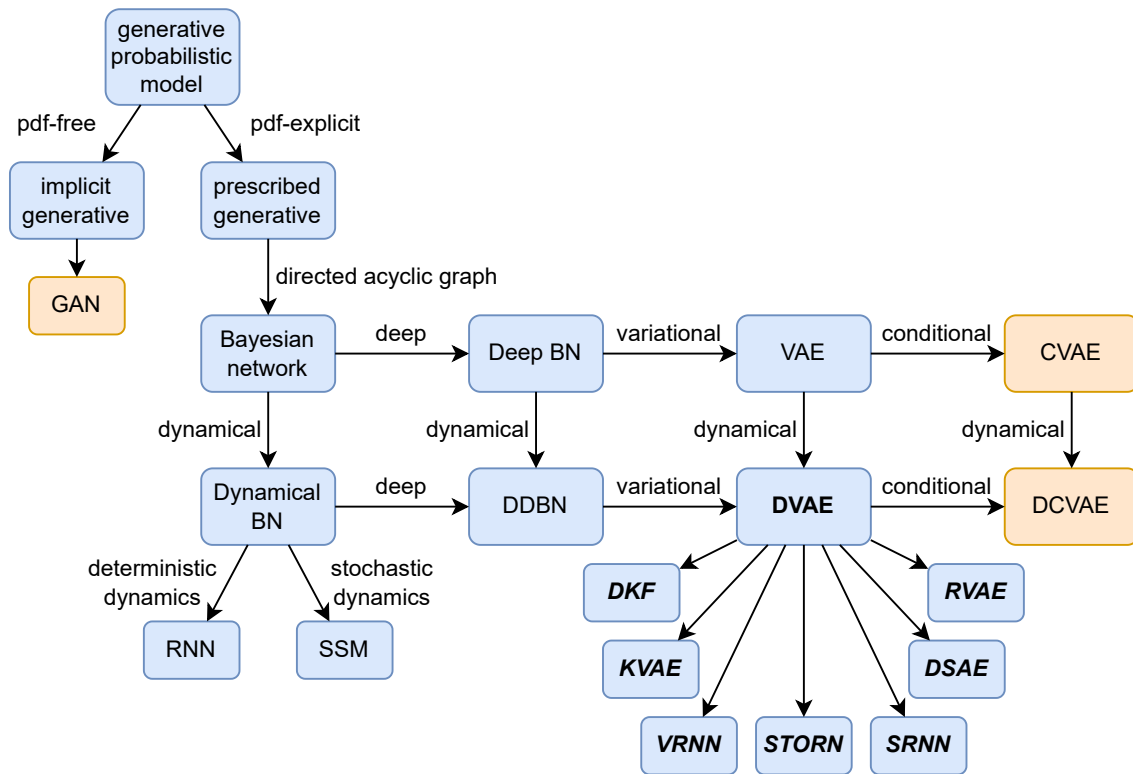 generative
probabilistic
model
pdf-free
pdf-explicit
implicit
generative
prescribed
generative
directed acyclic graph
GAN
Bayesian
network
deep
Deep BN
variational
VAE
conditional
CVAE
dynamical
dynamical
dynamical
dynamical
Dynamical
BN
deep
DDBN
variational
DVAE
conditional
DCVAE
deterministic
dynamics
stochastic
dynamics
DKF
RVAE
RNN
SSM
KVAE
DSAE
VRNN
STORN
SRNN